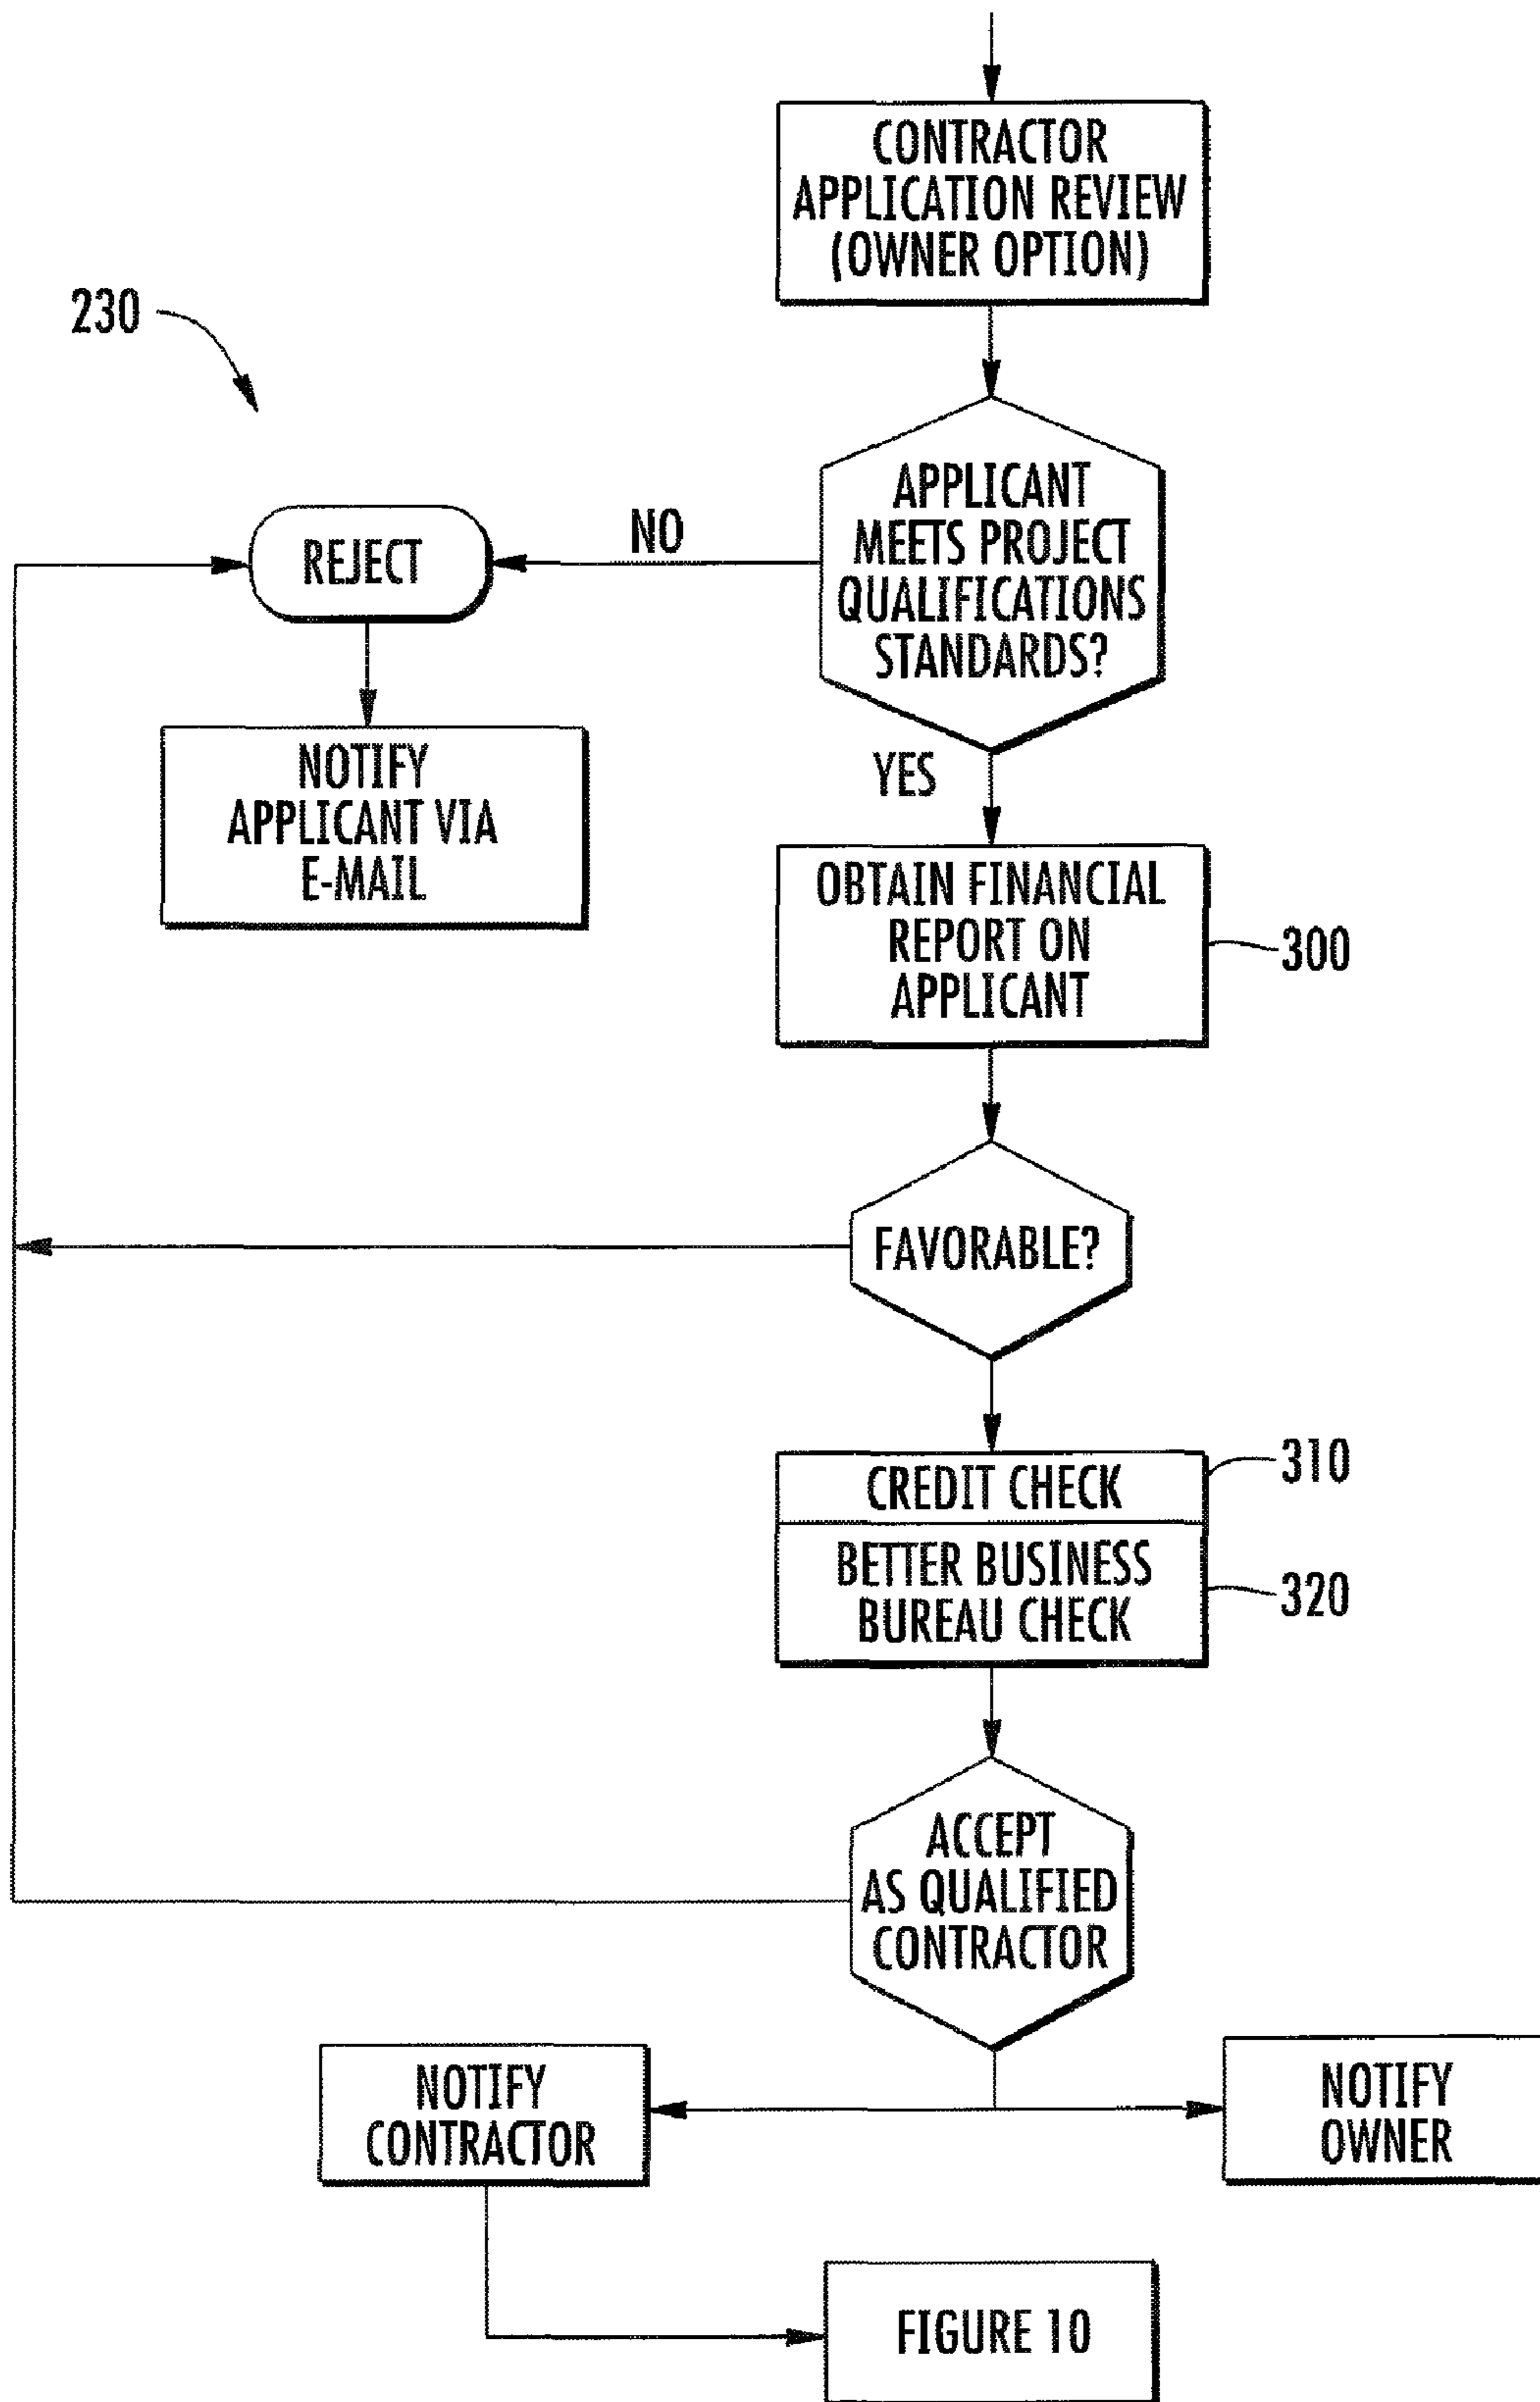 CONTRACTOR
APPLICATION REVIEW
(OWNER OPTION)
230
APPLICANT
MEETS PROJECT
QUALIFICATIONS
STANDARDS?
NO
REJECT
YES
NOTIFY
APPLICANT VIA
E-MAIL
OBTAIN FINANCIAL
REPORT ON
APPLICANT
300
FAVORABLE?
CREDIT CHECK
310
BETTER BUSINESS
BUREAU CHECK
320
ACCEPT
AS QUALIFIED
CONTRACTOR
NOTIFY
CONTRACTOR
NOTIFY
OWNER
FIGURE 10